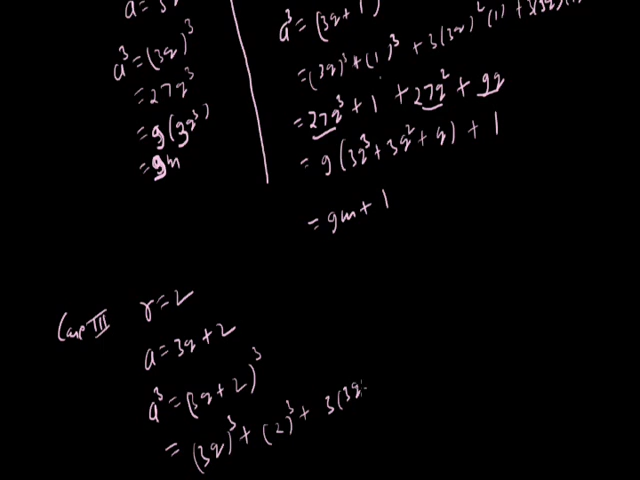 a³ = (3q)³
= 27q³
= 9(3q³)
= 9m
a³ = (3q + 1)
= (3q)³ + (1)³ + 3(3q)²(1) +
= 27q³ + 1 + 27q² + 9q
= 9(3q³ + 3q² + q) + 1
= 9m + 1
Case III r = 2
a = 3q + 2
a³ = (3q + 2)³
= (3q)³ + (2)³ + 3(3q